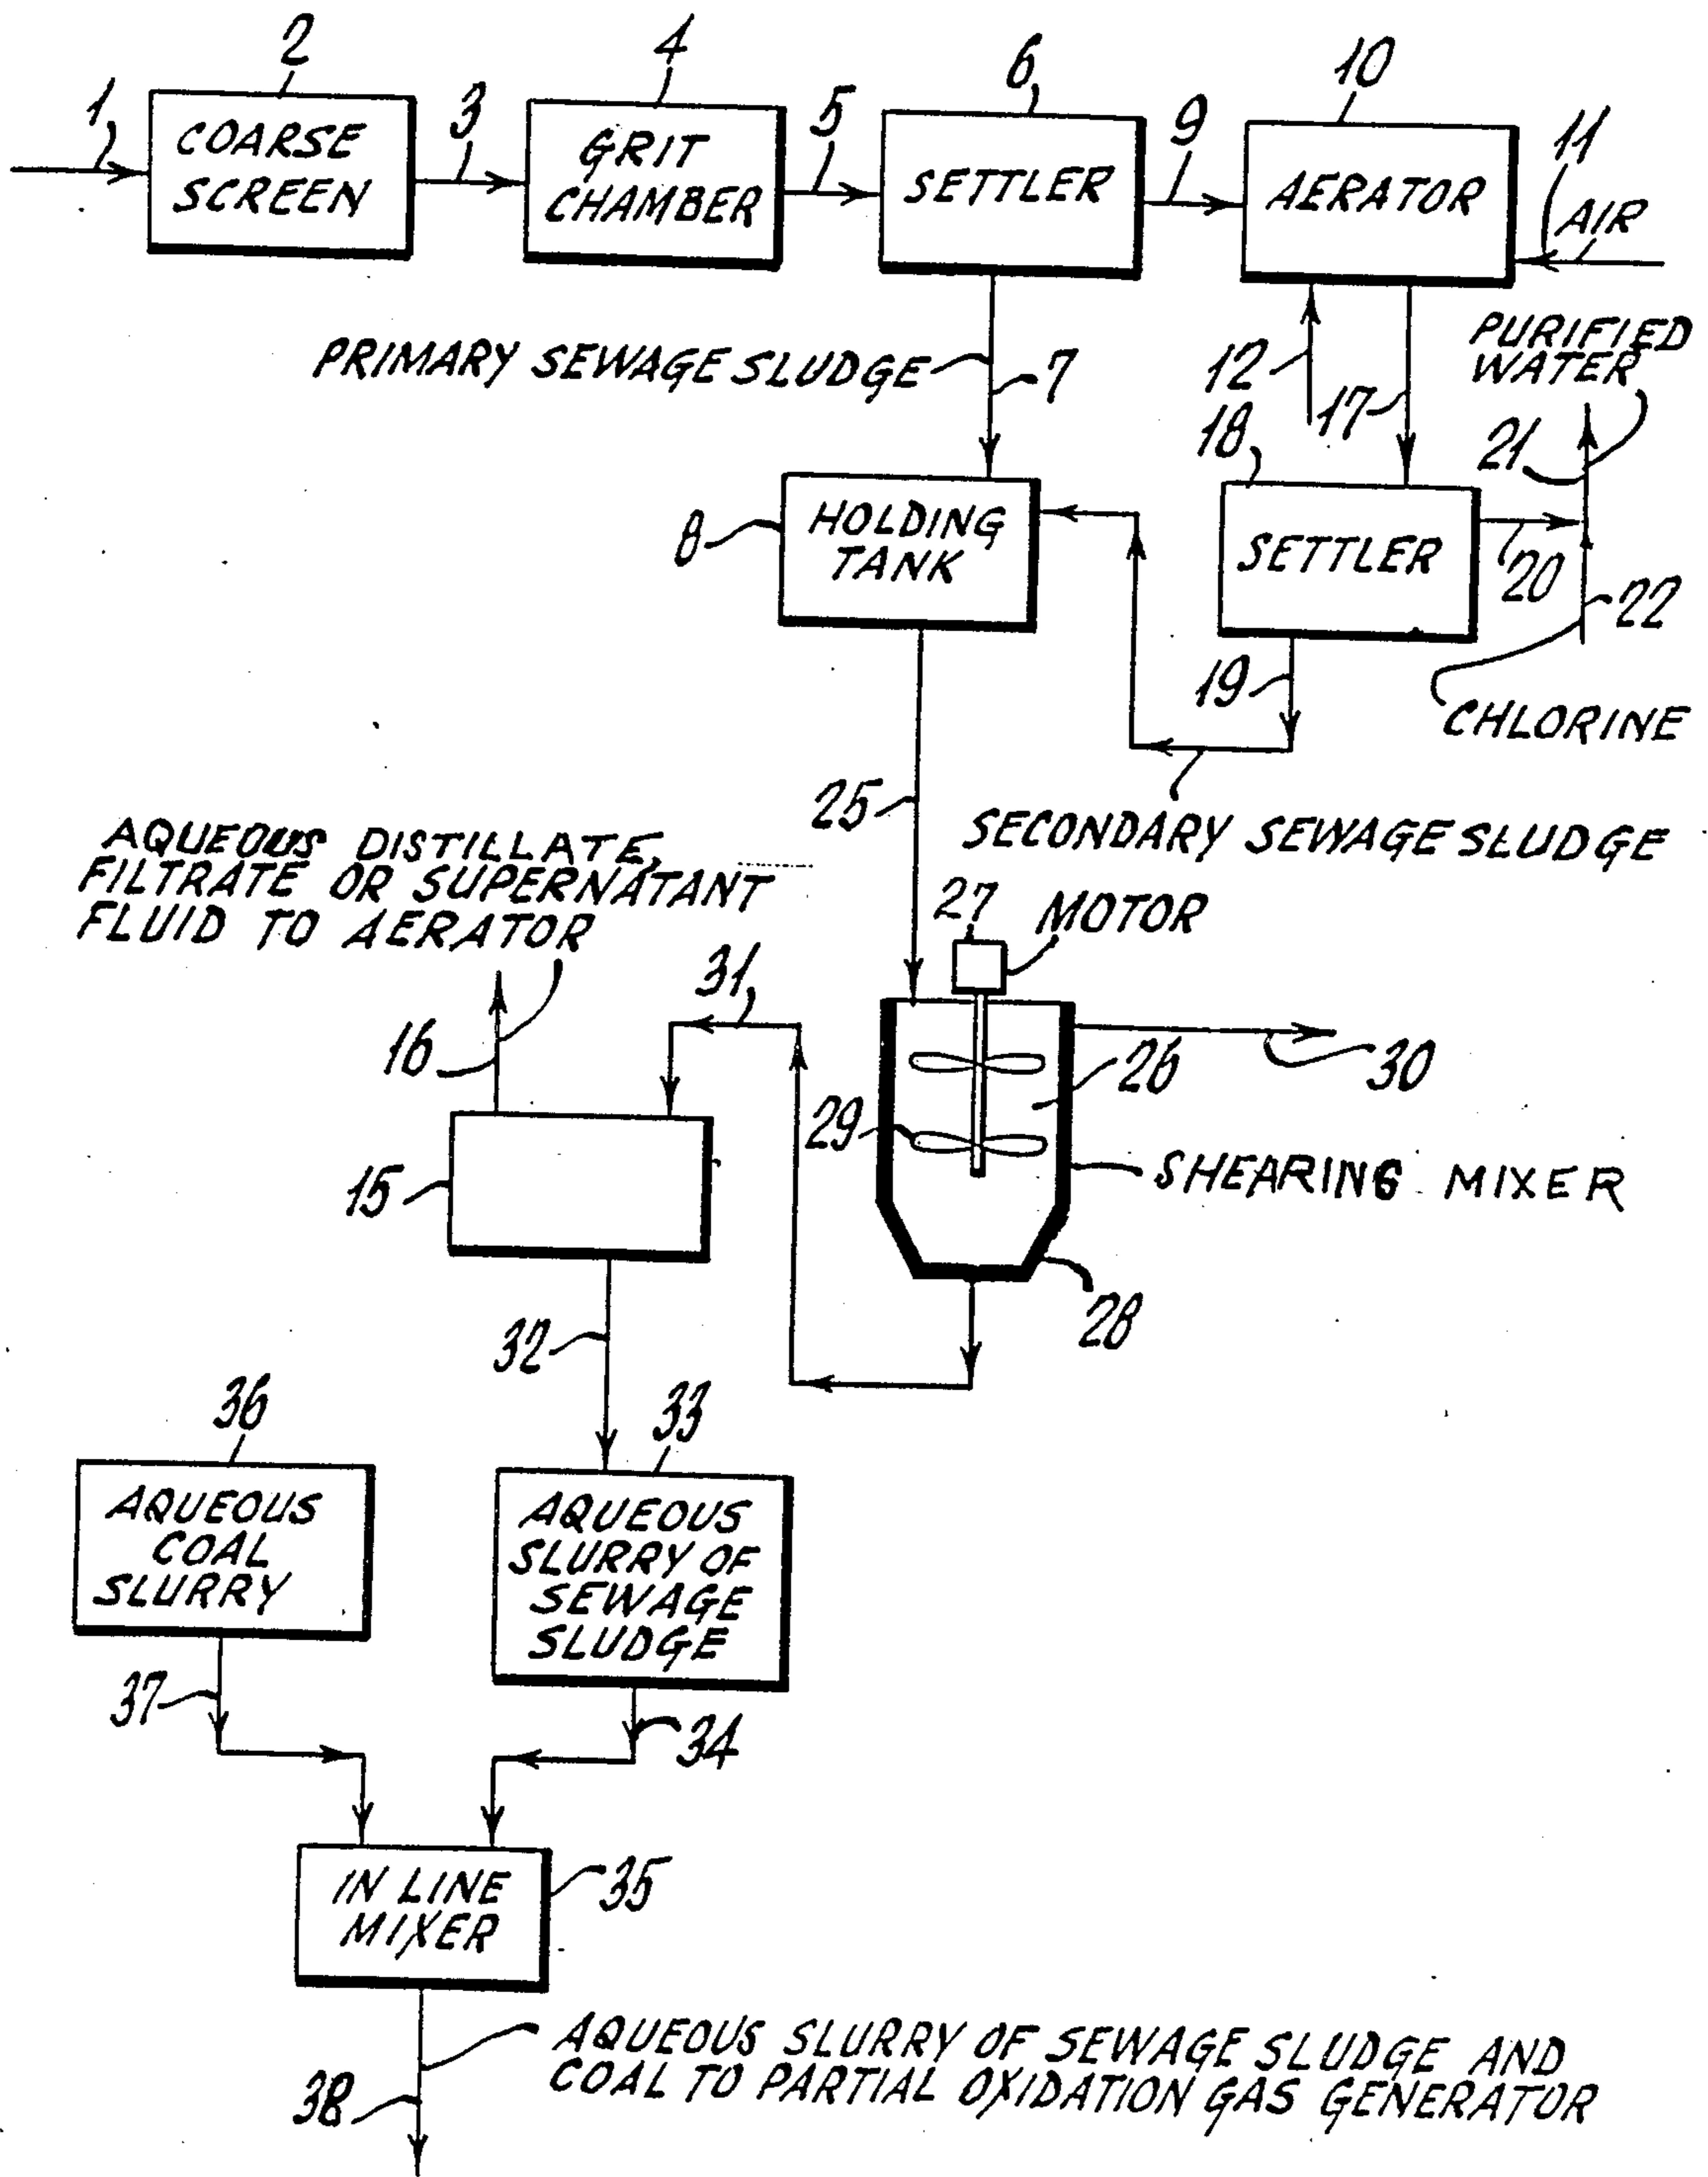 2
4
6
10
1
3
5
9
11
COARSE
SCREEN
GRIT
CHAMBER
SETTLER
AERATOR
AIR
PRIMARY SEWAGE SLUDGE
7
12
17
PURIFIED
WATER
18
21
8
HOLDING
TANK
SETTLER
20
22
19
CHLORINE
25
SECONDARY SEWAGE SLUDGE
AQUEOUS DISTILLATE,
FILTRATE OR SUPERNATANT
FLUID TO AERATOR
27
MOTOR
31
16
26
30
29
15
SHEARING MIXER
28
32
36
33
AQUEOUS
COAL
SLURRY
AQUEOUS
SLURRY OF
SEWAGE
SLUDGE
37
34
IN LINE
MIXER
35
38
AQUEOUS SLURRY OF SEWAGE SLUDGE AND
COAL TO PARTIAL OXIDATION GAS GENERATOR